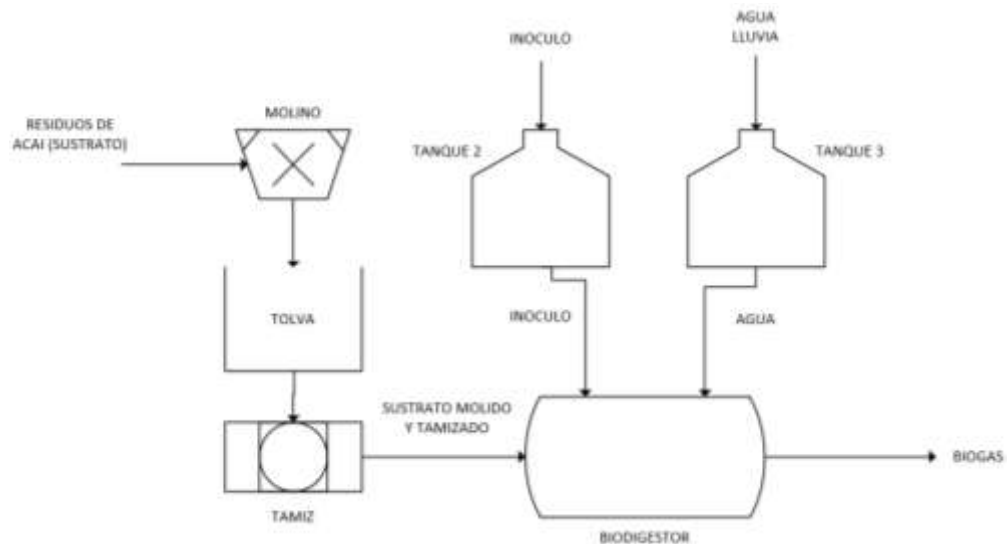 INOCULO
AGUA
LLUVIA
MOLINO
RESIDUOS DE
ACAI (SUSTRATO)
TANQUE 2
TANQUE 3
TOLVA
INOCULO
AGUA
SUSTRATO MOLIDO
Y TAMIZADO
BIOGAS
TAMIZ
BIODIGESTOR